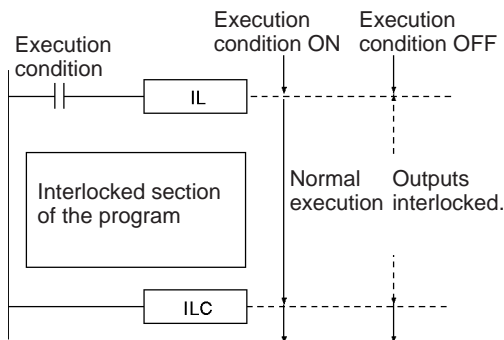 Execution
condition
Execution
condition ON
Execution
condition OFF
IL
Interlocked section
of the program
Normal
execution
Outputs
interlocked.
ILC